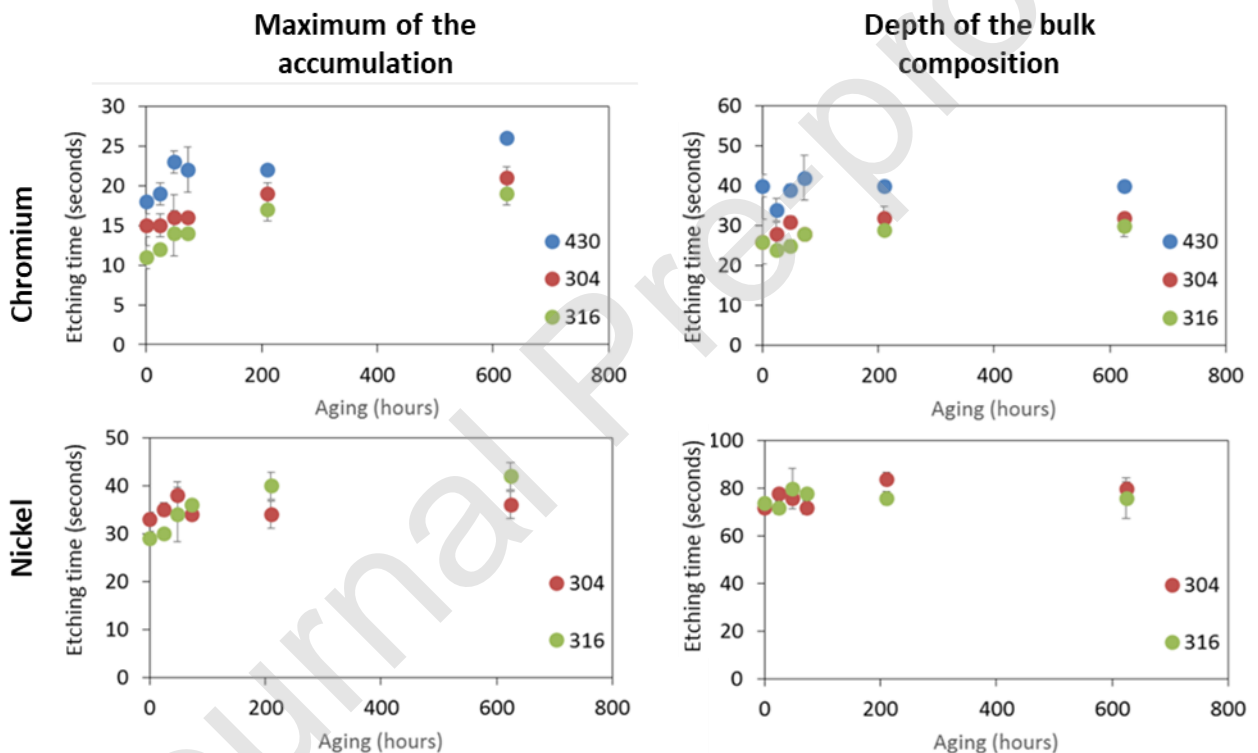 Maximum of the
accumulation
Depth of the bulk
composition
Chromium
Etching time (seconds)
30
25
20
15
10
5
0
0 200 400 600 800
Aging (hours)
430
304
316
Etching time (seconds)
60
50
40
30
20
10
0
0 200 400 600 800
Aging (hours)
430
304
316
Nickel
Etching time (seconds)
50
40
30
20
10
0
0 200 400 600 800
Aging (hours)
304
316
Etching time (seconds)
100
80
60
40
20
0
0 200 400 600 800
Aging (hours)
304
316
urnal Pre-pro